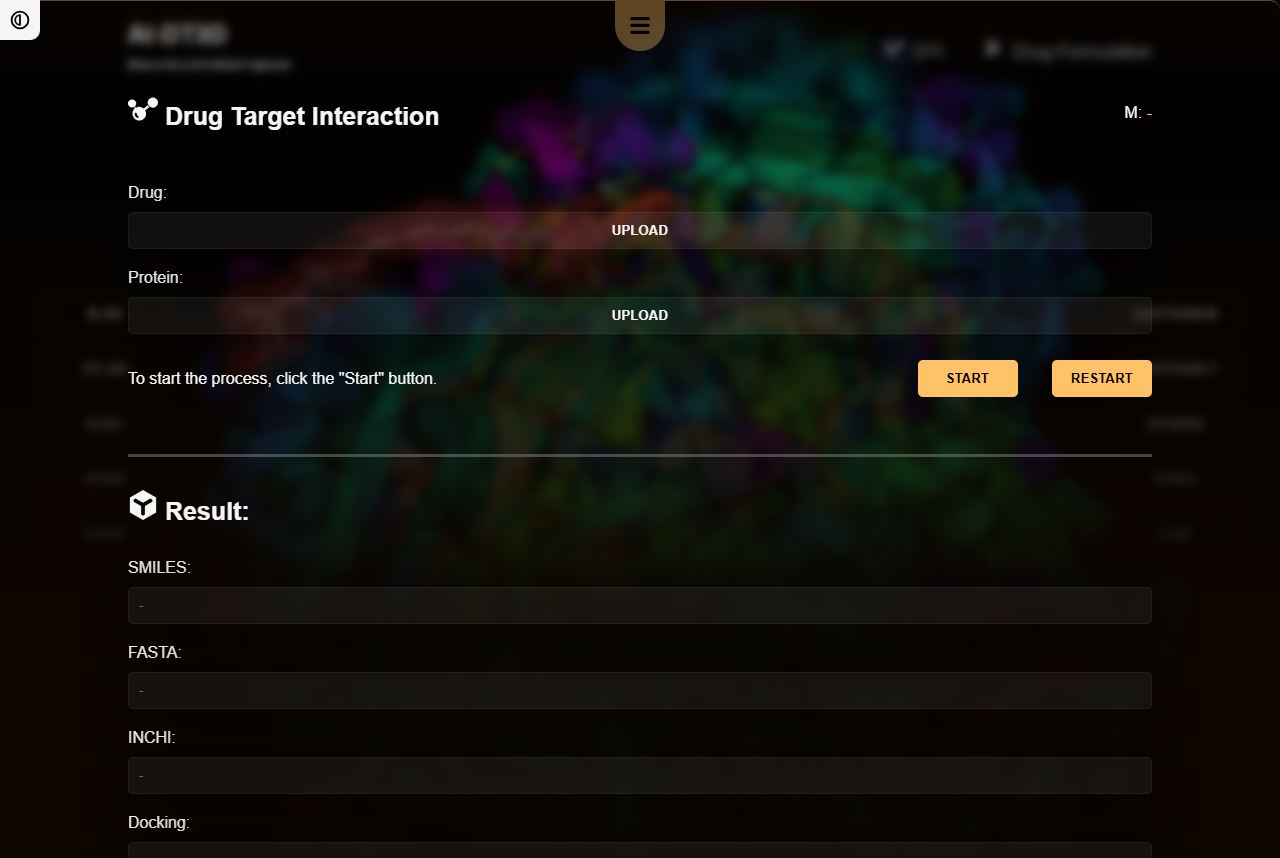 Drug Target Interaction
M: -
Drug:
UPLOAD
Protein:
UPLOAD
To start the process, click the "Start" button.
START
RESTART
Result:
SMILES:
-
FASTA:
-
INCHI:
-
Docking: